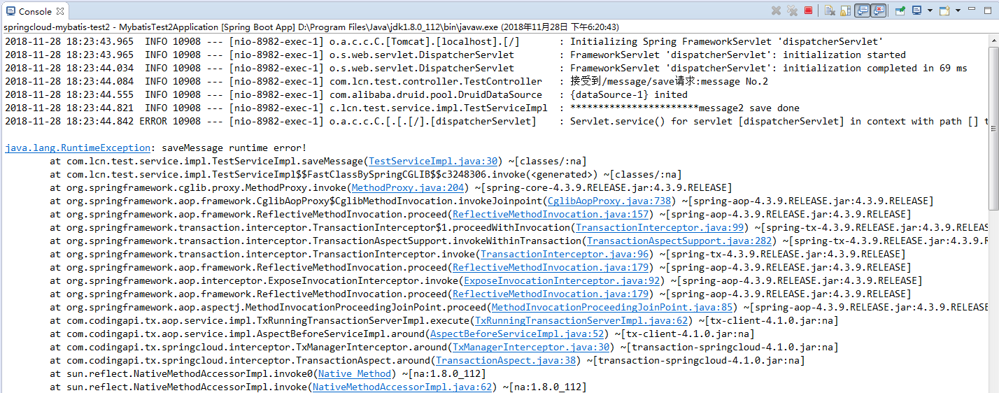 Console
springcloud-mybatis-test2 - MybatisTest2Application [Spring Boot App] D:\Program Files\Java\jdk1.8.0_112\bin\javaw.exe (2018年11月28日 下午6:20:43)
2018-11-28 18:23:43.965  INFO 10908 --- [nio-8982-exec-1] o.a.c.c.C.[Tomcat].[localhost].[/]       : Initializing Spring FrameworkServlet 'dispatcherServlet'
2018-11-28 18:23:43.965  INFO 10908 --- [nio-8982-exec-1] o.s.web.servlet.DispatcherServlet        : FrameworkServlet 'dispatcherServlet': initialization started
2018-11-28 18:23:44.034  INFO 10908 --- [nio-8982-exec-1] o.s.web.servlet.DispatcherServlet        : FrameworkServlet 'dispatcherServlet': initialization completed in 69 ms
2018-11-28 18:23:44.084  INFO 10908 --- [nio-8982-exec-1] com.lcn.test.controller.TestController   : 接受到/message/save请求:message No.2
2018-11-28 18:23:44.555  INFO 10908 --- [nio-8982-exec-1] com.alibaba.druid.pool.DruidDataSource   : {dataSource-1} inited
2018-11-28 18:23:44.821  INFO 10908 --- [nio-8982-exec-1] c.lcn.test.service.impl.TestServiceImpl  : ***********************message2 save done
2018-11-28 18:23:44.842 ERROR 10908 --- [nio-8982-exec-1] o.a.c.c.C.[.[.[/].[dispatcherServlet]    : Servlet.service() for servlet [dispatcherServlet] in context with path [] t
java.lang.RuntimeException: saveMessage runtime error!
at com.lcn.test.service.impl.TestServiceImpl.saveMessage(TestServiceImpl.java:30) ~[classes/:na]
at com.lcn.test.service.impl.TestServiceImpl$$FastClassBySpringCGLIB$$c3248306.invoke(<generated>) ~[classes/:na]
at org.springframework.cglib.proxy.MethodProxy.invoke(MethodProxy.java:204) ~[spring-core-4.3.9.RELEASE.jar:4.3.9.RELEASE]
at org.springframework.aop.framework.CglibAopProxy$CglibMethodInvocation.invokeJoinpoint(CglibAopProxy.java:738) ~[spring-aop-4.3.9.RELEASE.jar:4.3.9.RELEASE]
at org.springframework.aop.framework.ReflectiveMethodInvocation.proceed(ReflectiveMethodInvocation.java:157) ~[spring-aop-4.3.9.RELEASE.jar:4.3.9.RELEASE]
at org.springframework.transaction.interceptor.TransactionInterceptor$1.proceedWithInvocation(TransactionInterceptor.java:99) ~[spring-tx-4.3.9.RELEASE.jar:4.3.9.RELEAS
at org.springframework.transaction.interceptor.TransactionAspectSupport.invokeWithinTransaction(TransactionAspectSupport.java:282) ~[spring-tx-4.3.9.RELEASE.jar:4.3.9.R
at org.springframework.transaction.interceptor.TransactionInterceptor.invoke(TransactionInterceptor.java:96) ~[spring-tx-4.3.9.RELEASE.jar:4.3.9.RELEASE]
at org.springframework.aop.framework.ReflectiveMethodInvocation.proceed(ReflectiveMethodInvocation.java:179) ~[spring-aop-4.3.9.RELEASE.jar:4.3.9.RELEASE]
at org.springframework.aop.interceptor.ExposeInvocationInterceptor.invoke(ExposeInvocationInterceptor.java:92) ~[spring-aop-4.3.9.RELEASE.jar:4.3.9.RELEASE]
at org.springframework.aop.framework.ReflectiveMethodInvocation.proceed(ReflectiveMethodInvocation.java:179) ~[spring-aop-4.3.9.RELEASE.jar:4.3.9.RELEASE]
at org.springframework.aop.aspectj.MethodInvocationProceedingJoinPoint.proceed(MethodInvocationProceedingJoinPoint.java:85) ~[spring-aop-4.3.9.RELEASE.jar:4.3.9.RELEASE
at com.codingapi.tx.aop.service.impl.TxRunningTransactionServerImpl.execute(TxRunningTransactionServerImpl.java:62) ~[tx-client-4.1.0.jar:na]
at com.codingapi.tx.aop.service.impl.AspectBeforeServiceImpl.around(AspectBeforeServiceImpl.java:52) ~[tx-client-4.1.0.jar:na]
at com.codingapi.tx.springcloud.interceptor.TxManagerInterceptor.around(TxManagerInterceptor.java:30) ~[transaction-springcloud-4.1.0.jar:na]
at com.codingapi.tx.springcloud.interceptor.TransactionAspect.around(TransactionAspect.java:38) ~[transaction-springcloud-4.1.0.jar:na]
at sun.reflect.NativeMethodAccessorImpl.invoke0(Native Method) ~[na:1.8.0_112]
at sun.reflect.NativeMethodAccessorImpl.invoke(NativeMethodAccessorImpl.java:62) ~[na:1.8.0_112]